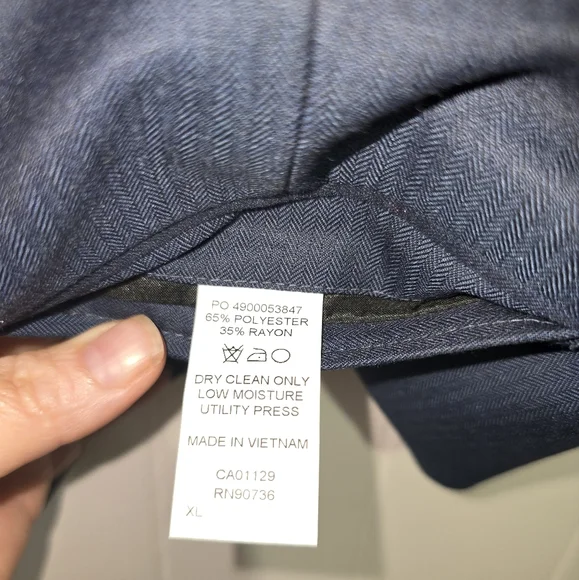 PO 4900053847
65% POLYESTER
35% RAYON
DRY CLEAN ONLY
LOW MOISTURE
UTILITY PRESS
MADE IN VIETNAM
CA01129
RN90736
XL